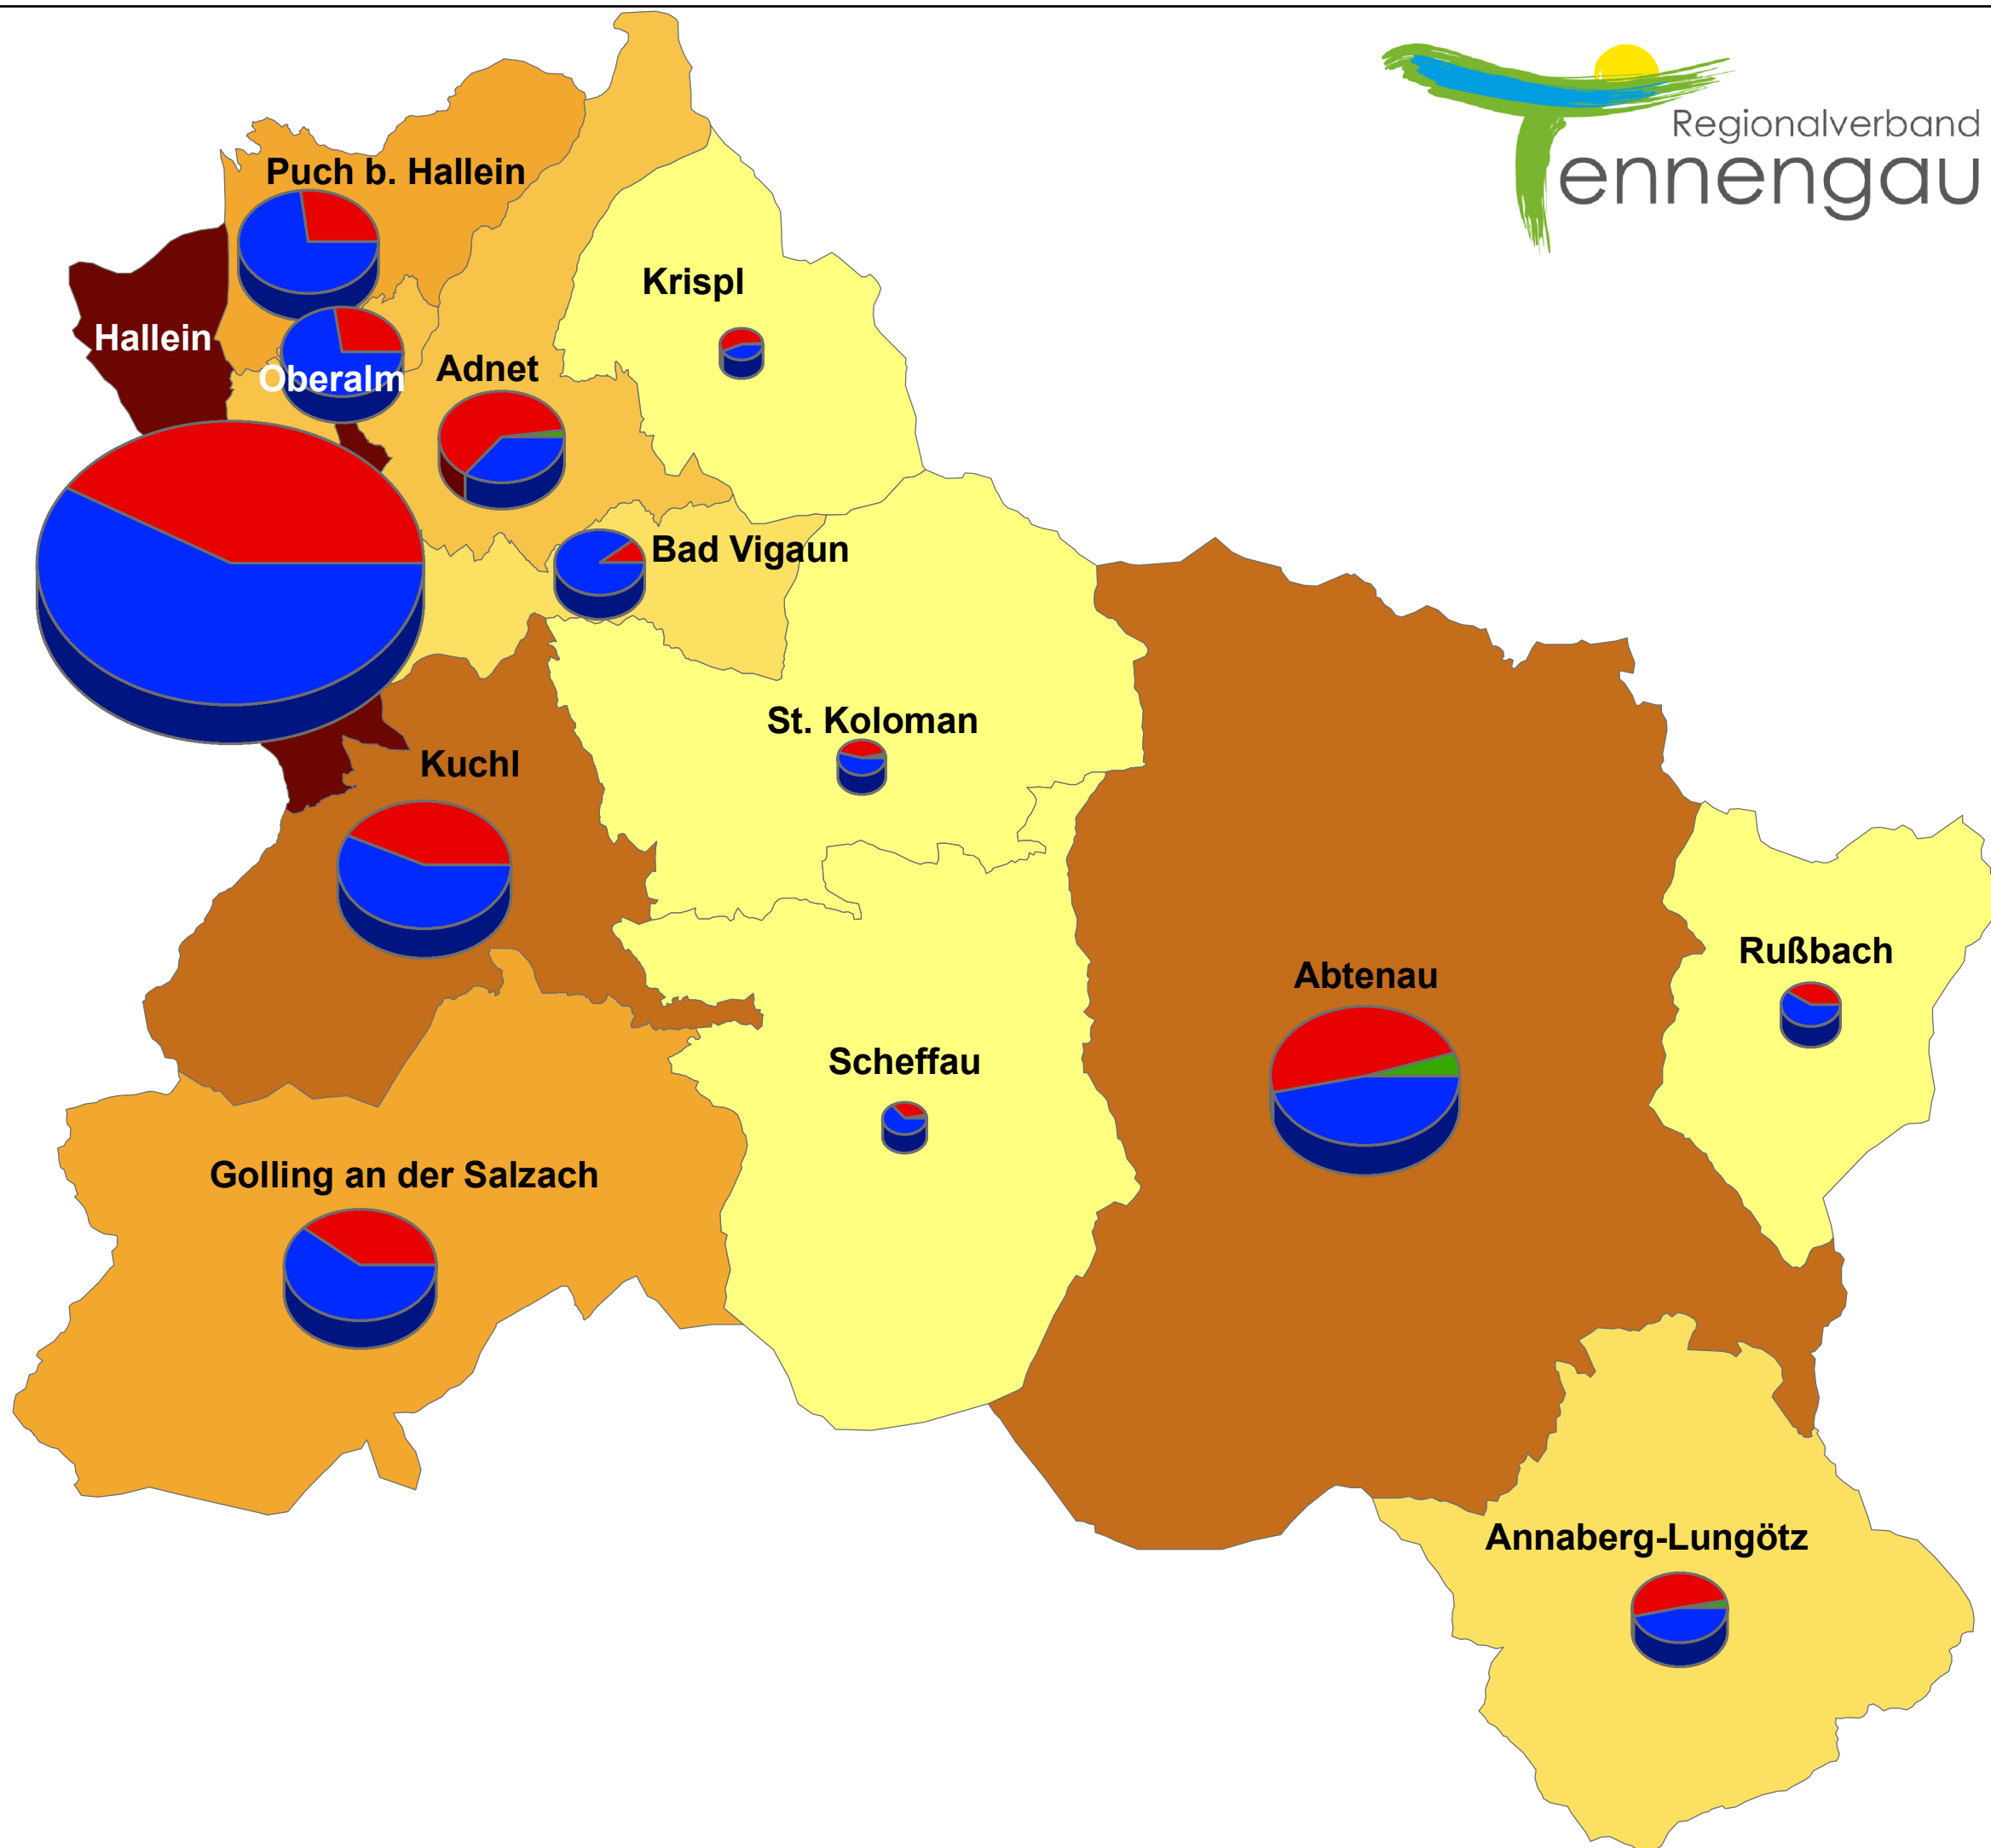 Regionalverband
Tennengau
Puch b. Hallein
Krispl
Hallein
Oberalm
Adnet
Bad Vigaun
St. Koloman
Kuchl
Rußbach
Abtenau
Scheffau
Golling an der Salzach
Annaberg-Lungötz